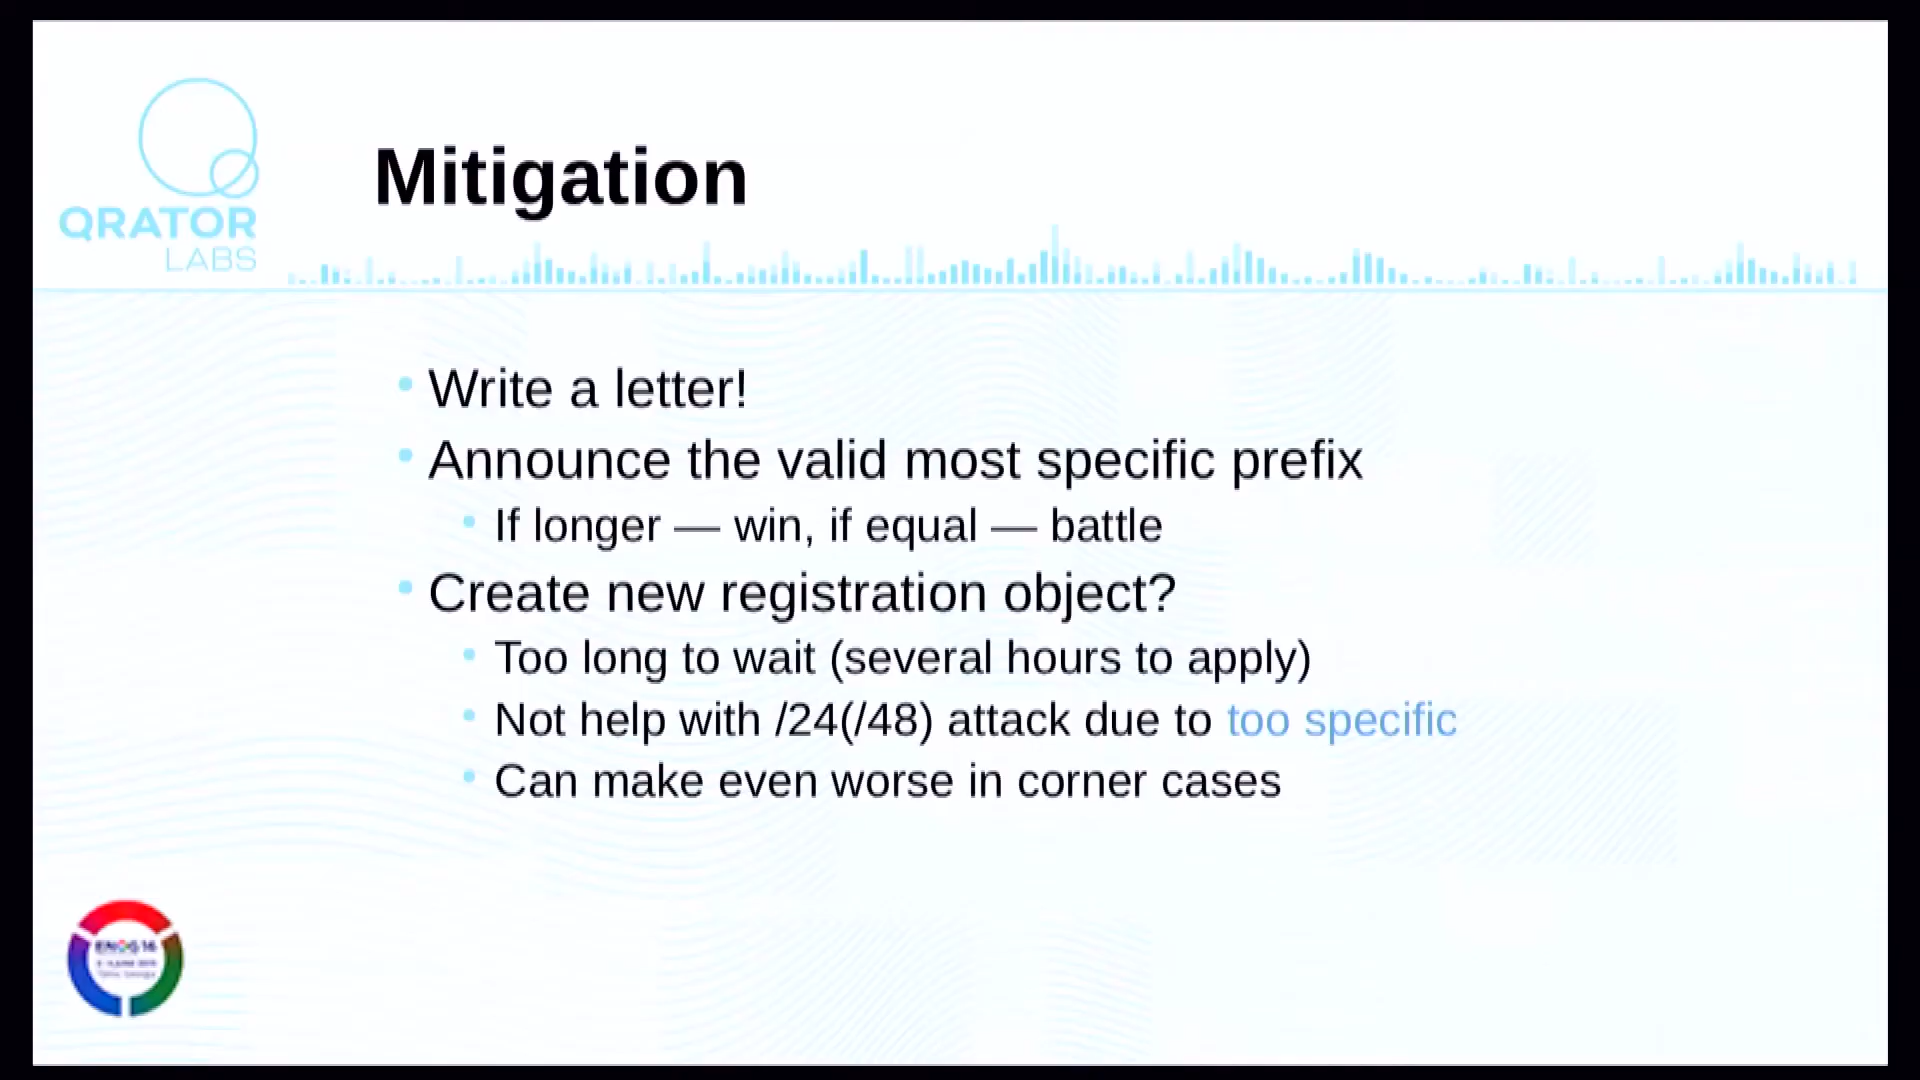 QRATOR
LABS
Mitigation
Write a letter!
Announce the valid most specific prefix
If longer — win, if equal — battle
Create new registration object?
Too long to wait (several hours to apply)
Not help with /24(/48) attack due to too specific
Can make even worse in corner cases
ENOG16